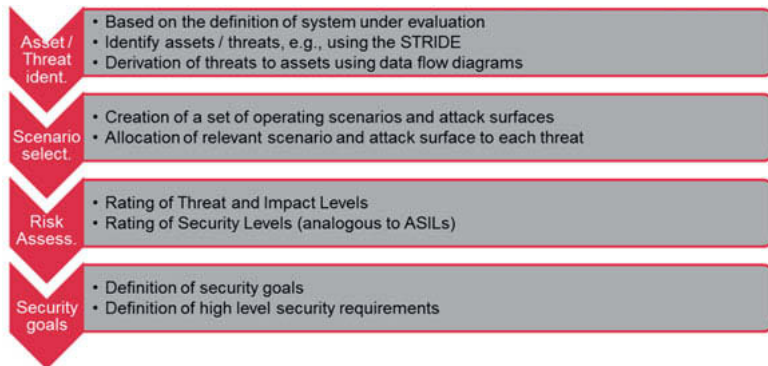 Asset /
Threat
ident.
• Based on the definition of system under evaluation
• Identify assets / threats, e.g., using the STRIDE
• Derivation of threats to assets using data flow diagrams
Scenario
select.
• Creation of a set of operating scenarios and attack surfaces
• Allocation of relevant scenario and attack surface to each threat
Risk
Assess.
• Rating of Threat and Impact Levels
• Rating of Security Levels (analogous to ASILs)
Security
goals
• Definition of security goals
• Definition of high level security requirements